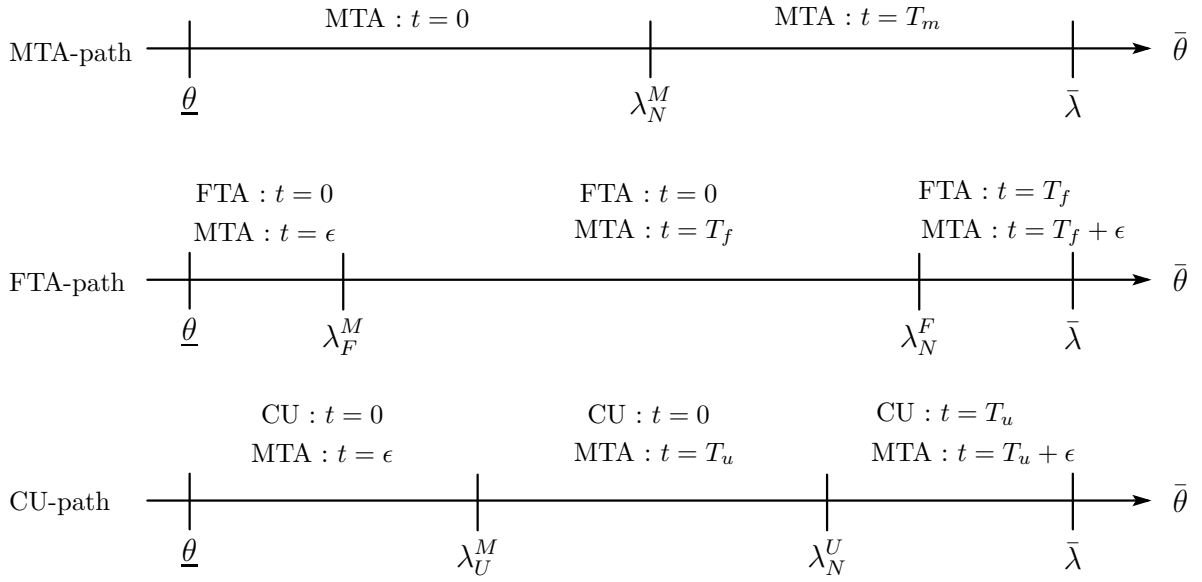 MTA : t = 0 MTA : t = T_m
MTA-path θ̄
θ̲ λ_N^M λ̄
FTA : t = 0 FTA : t = 0 FTA : t = T_f
MTA : t = ϵ MTA : t = T_f MTA : t = T_f + ϵ
FTA-path θ̄
θ̲ λ_F^M λ_N^F λ̄
CU : t = 0 CU : t = 0 CU : t = T_u
MTA : t = ϵ MTA : t = T_u MTA : t = T_u + ϵ
CU-path θ̄
θ̲ λ_U^M λ_N^U λ̄